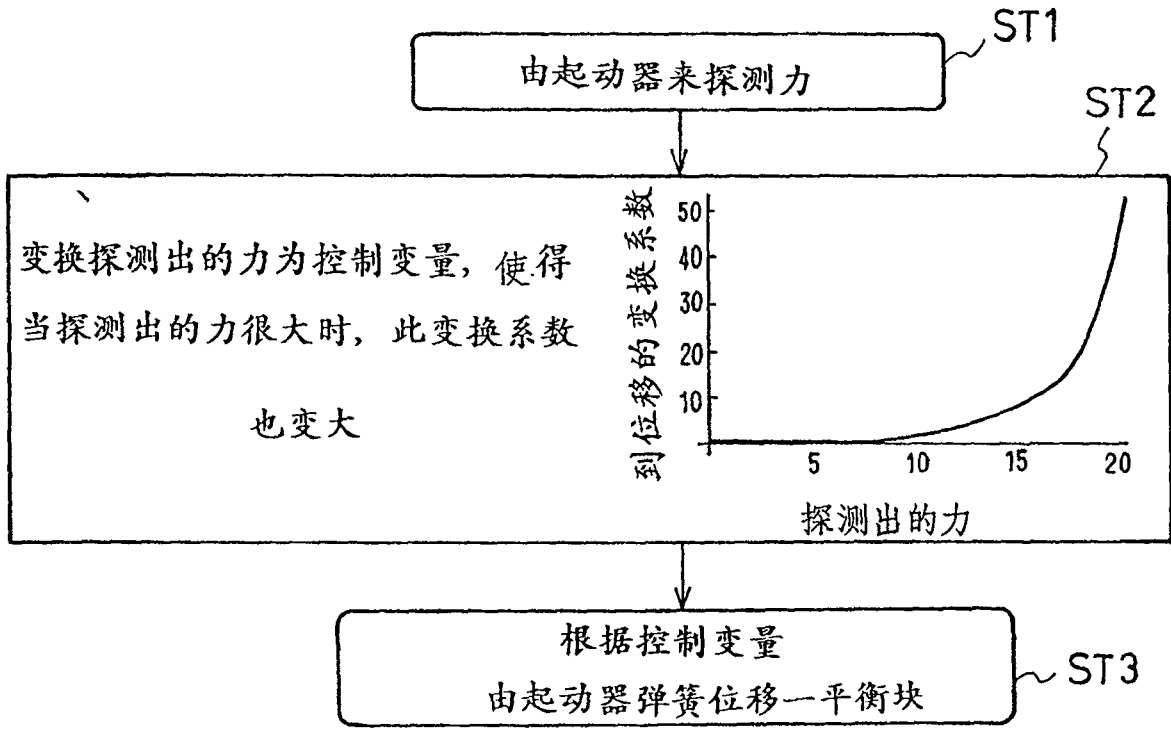 ST1
由起动器来探测力
ST2
变换探测出的力为控制变量，使得
当探测出的力很大时，此变换系数
也变大
到位移的变换系数
50
40
30
20
10
5 10 15 20
探测出的力
根据控制变量
由起动器弹簧位移一平衡块
ST3